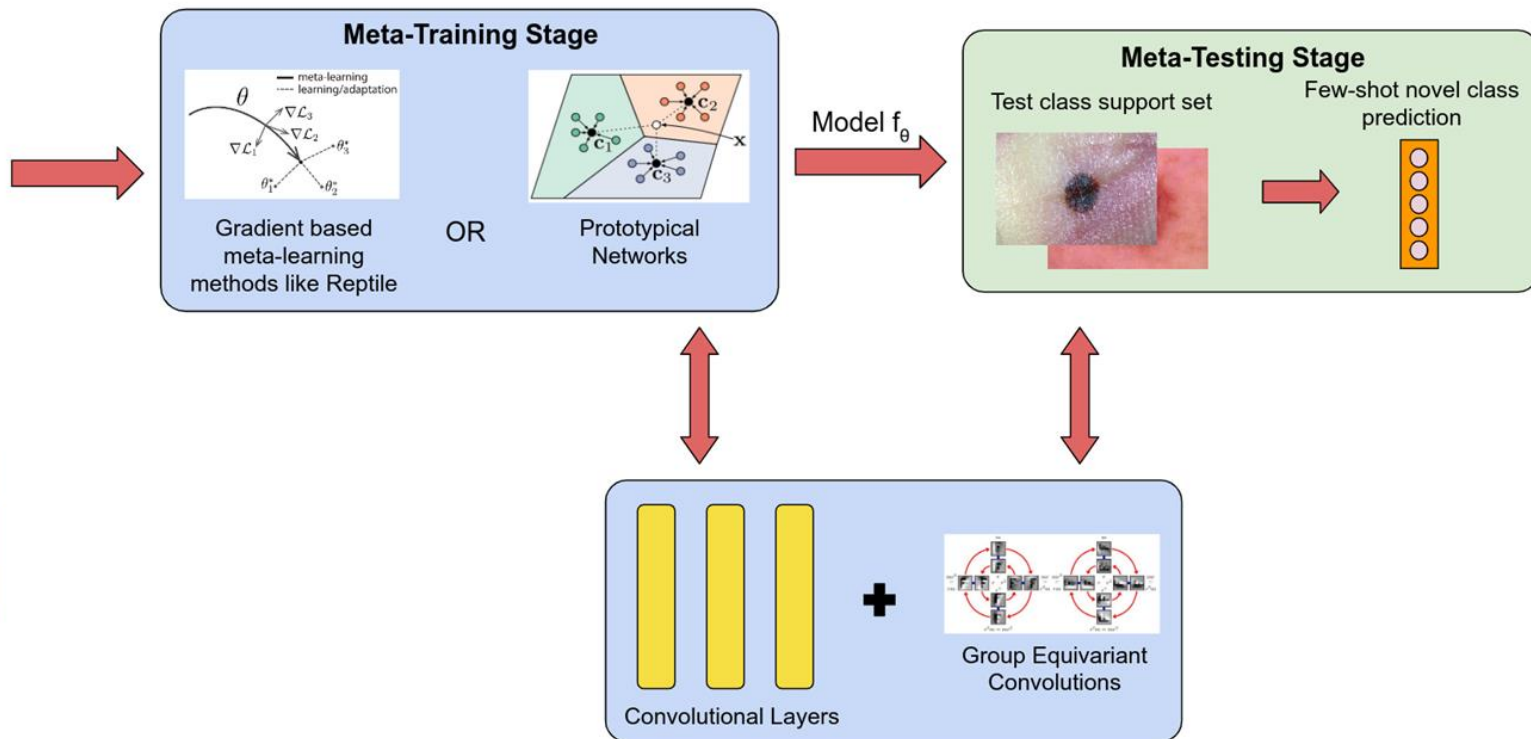 Meta-Training Stage
meta-learning
learning/adaptation
θ
∇ℒ₃
∇ℒ₂
∇ℒ₁
θ₃*
θ₁*
θ₂*
c₂
c₁
x
c₃
Gradient based
meta-learning
methods like Reptile
OR
Prototypical
Networks
Model f_θ
Meta-Testing Stage
Test class support set
Few-shot novel class
prediction
Convolutional Layers
Group Equivariant
Convolutions